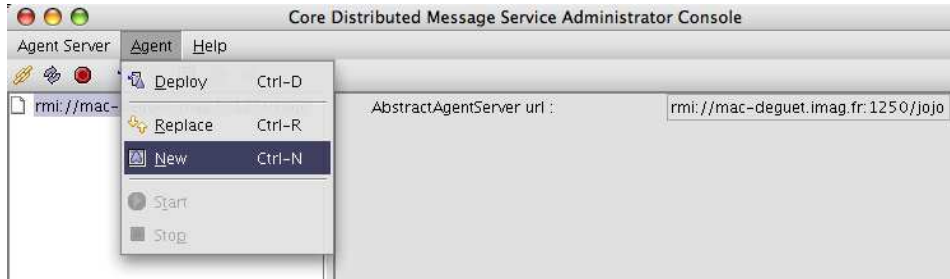 Core Distributed Message Service Administrator Console
Agent Server Agent Help
Deploy Ctrl-D
rmi://mac- AbstractAgentServer url : rmi://mac-deguet.imag.fr:1250/jojo
Replace Ctrl-R
New Ctrl-N
Start
Stop